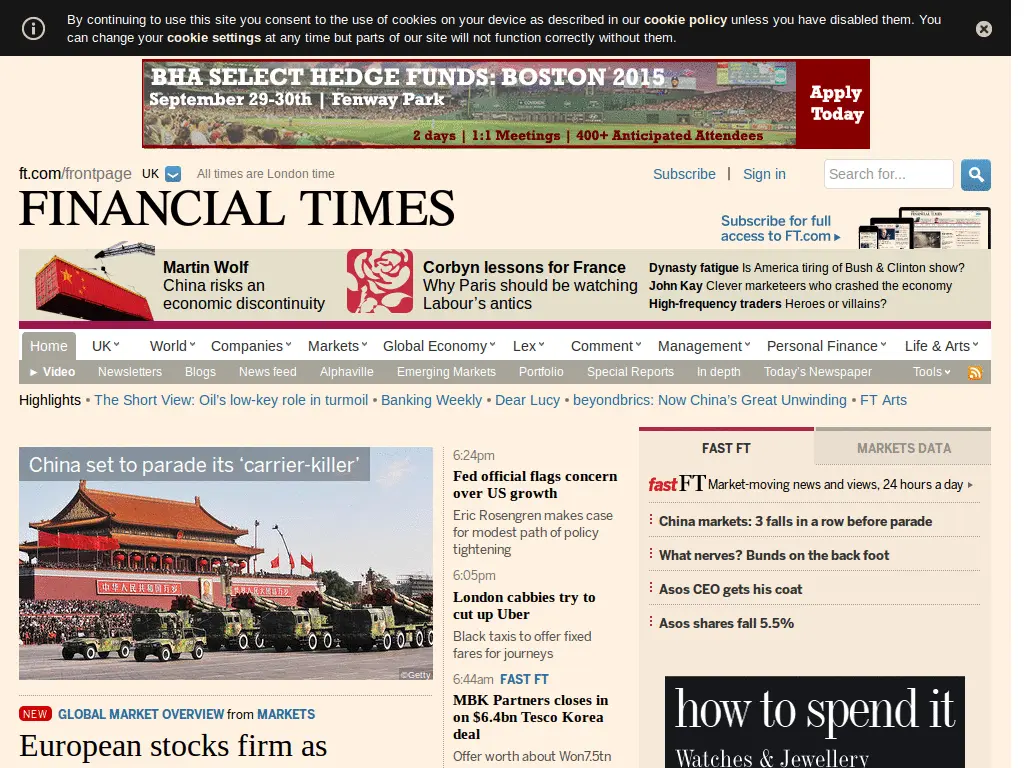 By continuing to use this site you consent to the use of cookies on your device as described in our cookie policy unless you have disabled them. You
can change your cookie settings at any time but parts of our site will not function correctly without them.
BHA SELECT HEDGE FUNDS: BOSTON 2015
September 29-30th | Fenway Park
2 days | 1:1 Meetings | 400+ Anticipated Attendees
Apply
Today
ft.com/frontpage UK All times are London time
Subscribe | Sign in
Search for...
FINANCIAL TIMES
Subscribe for full
access to FT.com
Martin Wolf
China risks an
economic discontinuity
Corbyn lessons for France
Why Paris should be watching
Labour's antics
Dynasty fatigue Is America tiring of Bush & Clinton show?
John Kay Clever marketeers who crashed the economy
High-frequency traders Heroes or villains?
Home UK World Companies Markets Global Economy Lex Comment Management Personal Finance Life & Arts
Video Newsletters Blogs News feed Alphaville Emerging Markets Portfolio Special Reports In depth Today's Newspaper Tools
Highlights • The Short View: Oil's low-key role in turmoil • Banking Weekly • Dear Lucy • beyondbrics: Now China's Great Unwinding • FT Arts
China set to parade its ‘carrier-killer’
中华人民共和国万岁
©Getty
NEW GLOBAL MARKET OVERVIEW from MARKETS
European stocks firm as
6:24pm
Fed official flags concern
over US growth
Eric Rosengren makes case
for modest path of policy
tightening
6:05pm
London cabbies try to
cut up Uber
Black taxis to offer fixed
fares for journeys
6:44am FAST FT
MBK Partners closes in
on $6.4bn Tesco Korea
deal
Offer worth about Won7.5tn
FAST FT
MARKETS DATA
fastFT Market-moving news and views, 24 hours a day
China markets: 3 falls in a row before parade
What nerves? Bunds on the back foot
Asos CEO gets his coat
Asos shares fall 5.5%
how to spend it
Watches & Jewellery